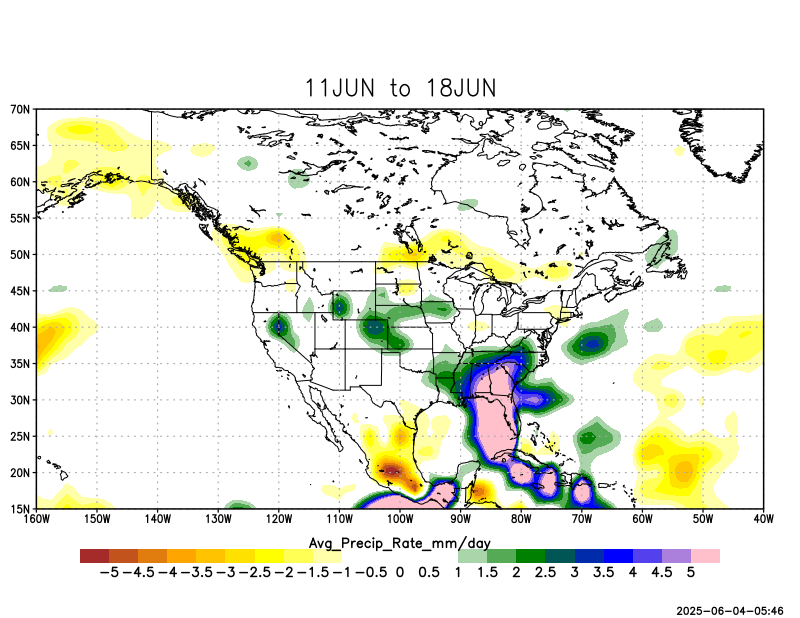 11JUN to 18JUN
70N
65N
60N
55N
50N
45N
40N
35N
30N
25N
20N
15N
160W 150W 140W 130W 120W 110W 100W 90W 80W 70W 60W 50W 40W
Avg_Precip_Rate_mm/day
−5 −4.5 −4 −3.5 −3 −2.5 −2 −1.5 −1 −0.5 0 0.5 1 1.5 2 2.5 3 3.5 4 4.5 5
2025-06-04-05:46